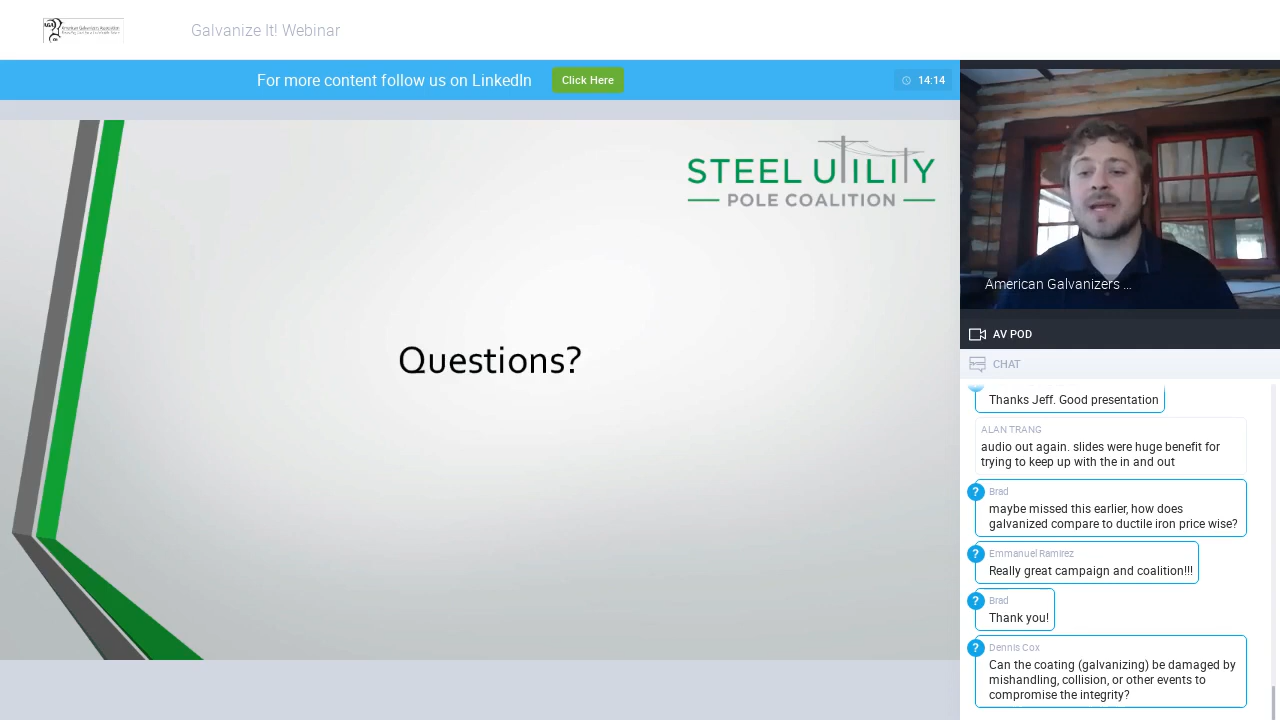 AGA
Galvanize It! Webinar
For more content follow us on LinkedIn
Click Here
14:14
STEEL UTILITY
POLE COALITION
Questions?
American Galvanizers ...
AV POD
CHAT
Thanks Jeff. Good presentation
ALAN TRANG
audio out again. slides were huge benefit for
trying to keep up with the in and out
?
Brad
maybe missed this earlier, how does
galvanized compare to ductile iron price wise?
?
Emmanuel Ramirez
Really great campaign and coalition!!!
?
Brad
Thank you!
?
Dennis Cox
Can the coating (galvanizing) be damaged by
mishandling, collision, or other events to
compromise the integrity?